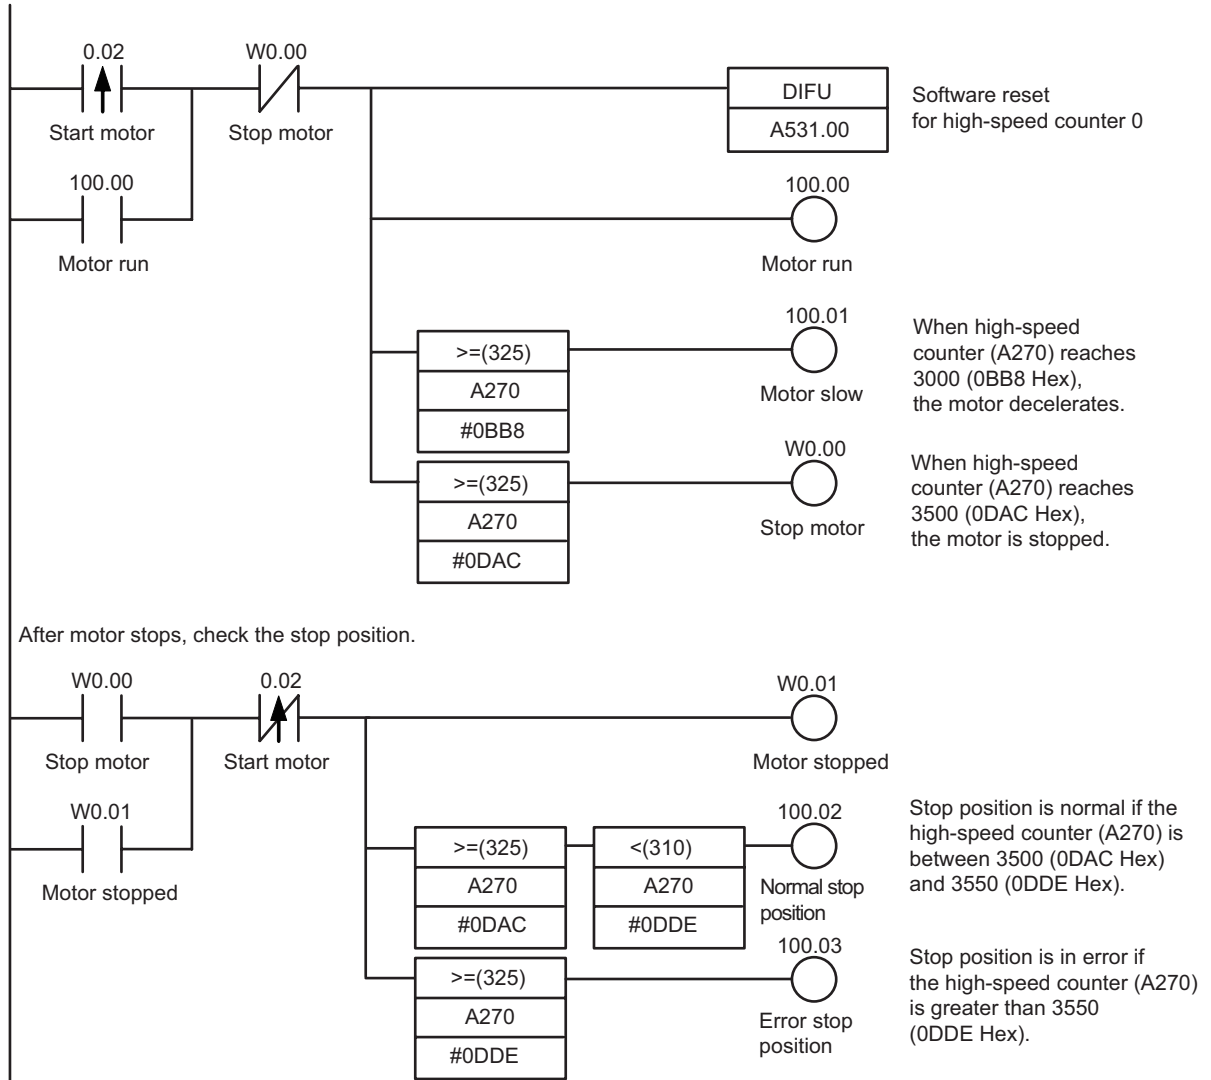 0.02
W0.00
Start motor
Stop motor
DIFU
A531.00
Software reset
for high-speed counter 0
100.00
Motor run
100.00
Motor run
>=(325)
A270
#0BB8
100.01
Motor slow
When high-speed
counter (A270) reaches
3000 (0BB8 Hex),
the motor decelerates.
>=(325)
A270
#0DAC
W0.00
Stop motor
When high-speed
counter (A270) reaches
3500 (0DAC Hex),
the motor is stopped.
After motor stops, check the stop position.
W0.00
0.02
Stop motor
Start motor
W0.01
Motor stopped
W0.01
Motor stopped
>=(325)
A270
#0DAC
<(310)
A270
#0DDE
100.02
Normal stop
position
Stop position is normal if the
high-speed counter (A270) is
between 3500 (0DAC Hex)
and 3550 (0DDE Hex).
>=(325)
A270
#0DDE
100.03
Error stop
position
Stop position is in error if
the high-speed counter (A270)
is greater than 3550
(0DDE Hex).